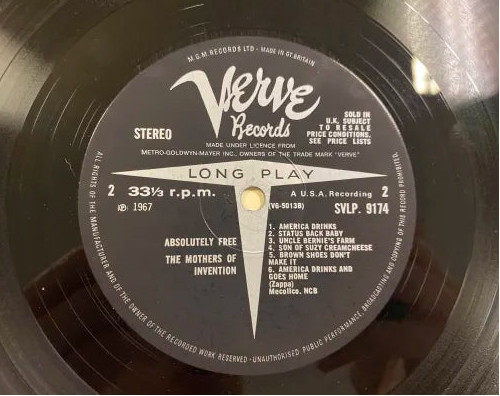 M.G.M. RECORDS LTD · MADE IN GT. BRITAIN
Verve
Records
STEREO
SOLD IN
U.K. SUBJECT
TO RESALE
PRICE CONDITIONS.
SEE PRICE LISTS
MADE UNDER LICENCE FROM
METRO-GOLDWYN-MAYER INC., OWNERS OF THE TRADE MARK "VERVE"
LONG PLAY
2 33⅓ r.p.m.
A U.S.A. Recording 2
℗ 1967
(V6-5013B)
SVLP. 9174
ABSOLUTELY FREE
THE MOTHERS OF
INVENTION
1. AMERICA DRINKS
2. STATUS BACK BABY
3. UNCLE BERNIE'S FARM
4. SON OF SUZY CREAMCHEESE
5. BROWN SHOES DON'T
MAKE IT
6. AMERICA DRINKS AND
GOES HOME
(Zappa)
Mecolico, NCB
ALL RIGHTS OF THE MANUFACTURER AND OF THE OWNER OF THE RECORDED WORK RESERVED · UNAUTHORISED PUBLIC PERFORMANCE, BROADCASTING AND COPYING OF THIS RECORD PROHIBITED.